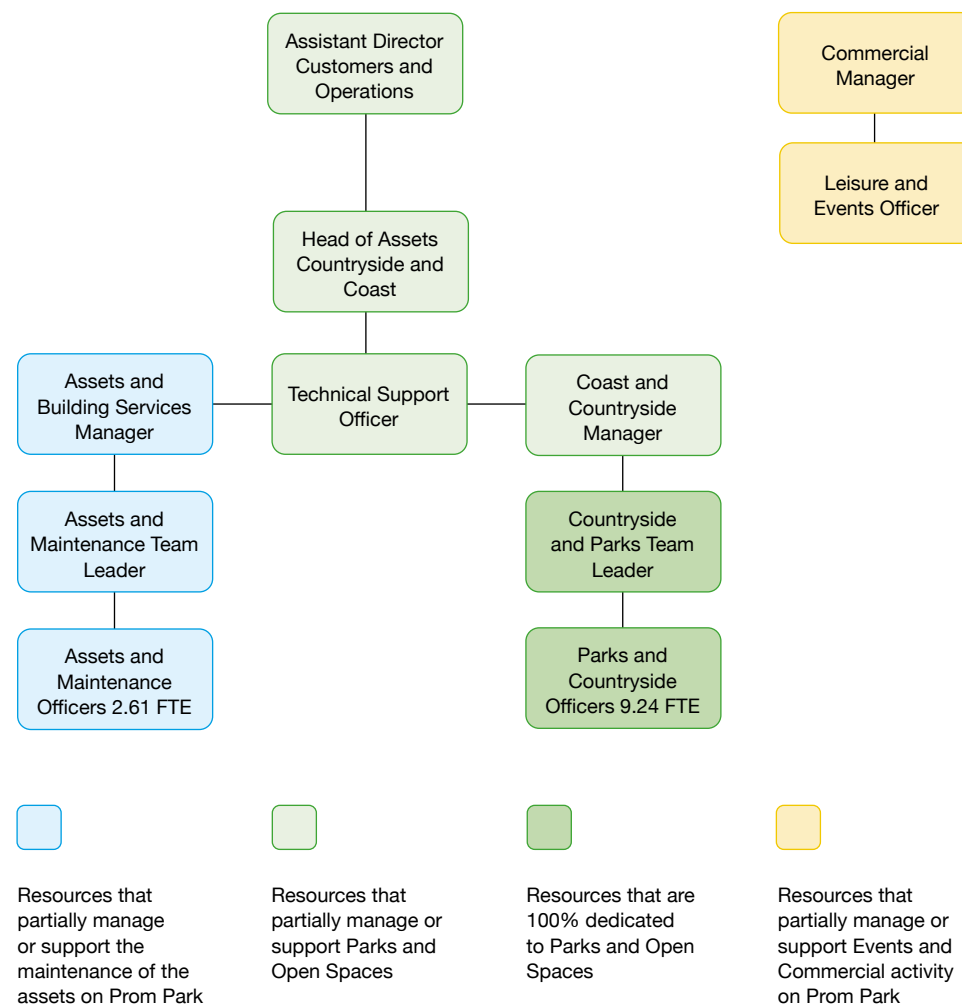 Assistant Director
Customers and
Operations
Commercial
Manager
Leisure and
Events Officer
Head of Assets
Countryside and
Coast
Assets and
Building Services
Manager
Technical Support
Officer
Coast and
Countryside
Manager
Assets and
Maintenance Team
Leader
Countryside
and Parks Team
Leader
Assets and
Maintenance
Officers 2.61 FTE
Parks and
Countryside
Officers 9.24 FTE
Resources that
partially manage
or support the
maintenance of the
assets on Prom Park
Resources that
partially manage or
support Parks and
Open Spaces
Resources that are
100% dedicated
to Parks and Open
Spaces
Resources that
partially manage or
support Events and
Commercial activity
on Prom Park